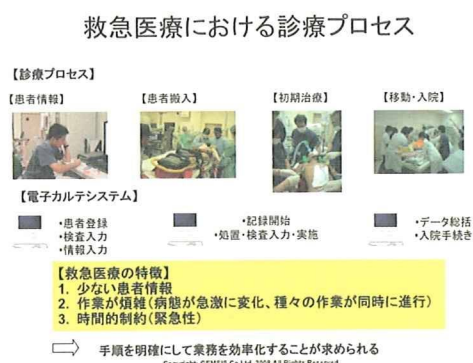 救急医療における診療プロセス
【診療プロセス】
【患者情報】 【患者搬入】 【初期治療】 【移動・入院】
【電子カルテシステム】
・患者登録 ・記録開始 ・データ総括
・検査入力 ・処置・検査入力・実施 ・入院手続き
・情報入力
【救急医療の特徴】
1. 少ない患者情報
2. 作業が煩雑(病態が急激に変化、種々の作業が同時に進行)
3. 時間的制約(緊急性)
⇨ 手順を明確にして業務を効率化することが求められる
Copyright GEMSIS Co.Ltd. 2008 All Rights Reserved